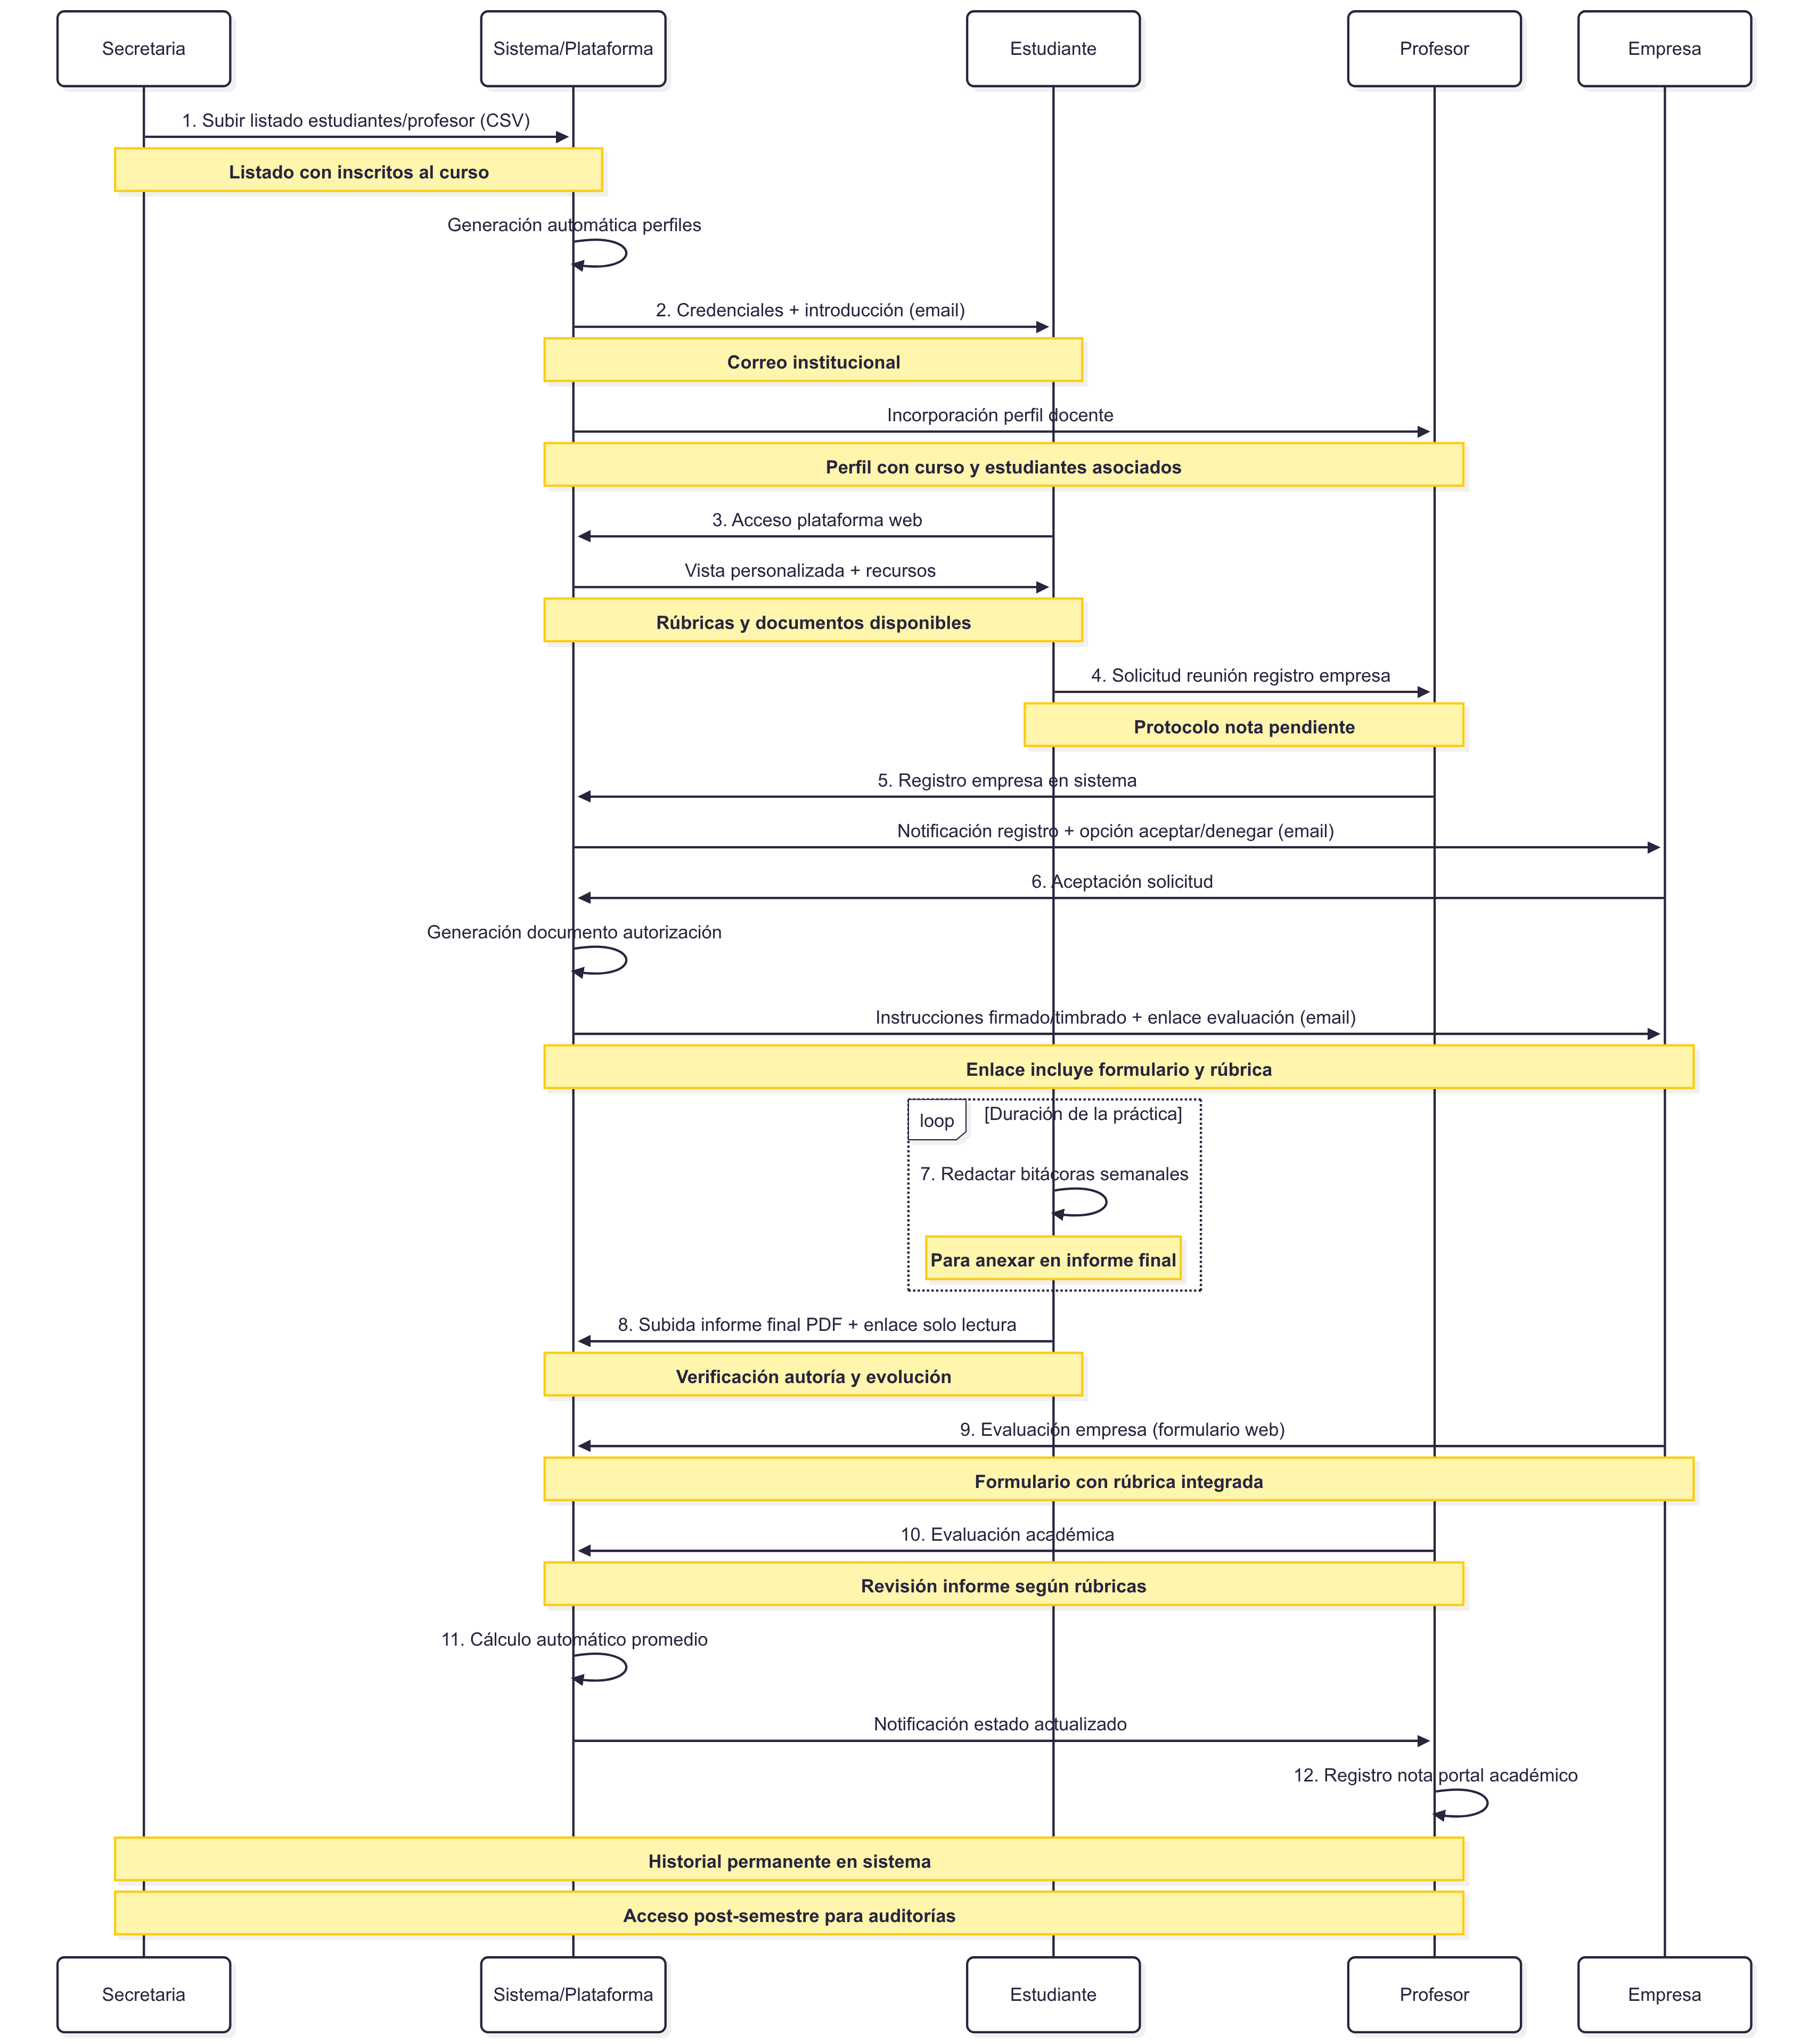 Secretaria
Sistema/Plataforma
Estudiante
Profesor
Empresa
1. Subir listado estudiantes/profesor (CSV)
Listado con inscritos al curso
Generación automática perfiles
2. Credenciales + introducción (email)
Correo institucional
Incorporación perfil docente
Perfil con curso y estudiantes asociados
3. Acceso plataforma web
Vista personalizada + recursos
Rúbricas y documentos disponibles
4. Solicitud reunión registro empresa
Protocolo nota pendiente
5. Registro empresa en sistema
Notificación registro + opción aceptar/denegar (email)
6. Aceptación solicitud
Generación documento autorización
Instrucciones firmado/timbrado + enlace evaluación (email)
Enlace incluye formulario y rúbrica
loop
[Duración de la práctica]
7. Redactar bitácoras semanales
Para anexar en informe final
8. Subida informe final PDF + enlace solo lectura
Verificación autoría y evolución
9. Evaluación empresa (formulario web)
Formulario con rúbrica integrada
10. Evaluación académica
Revisión informe según rúbricas
11. Cálculo automático promedio
Notificación estado actualizado
12. Registro nota portal académico
Historial permanente en sistema
Acceso post-semestre para auditorías
Secretaria
Sistema/Plataforma
Estudiante
Profesor
Empresa